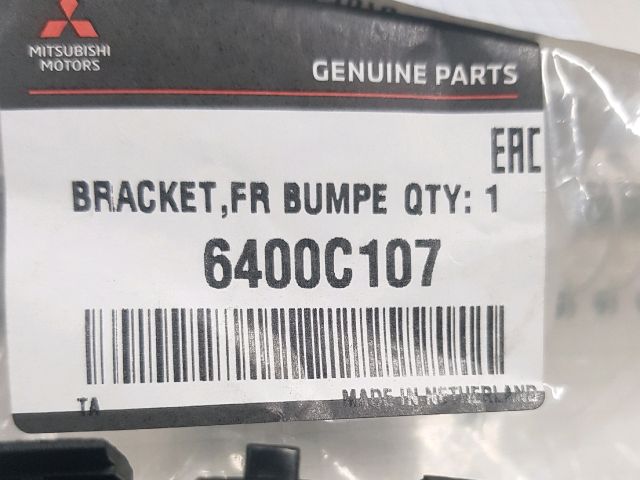 MITSUBISHI
MOTORS
GENUINE PARTS
EAC
BRACKET,FR BUMPE QTY: 1
6400C107
TA
MADE IN NETHERLAND